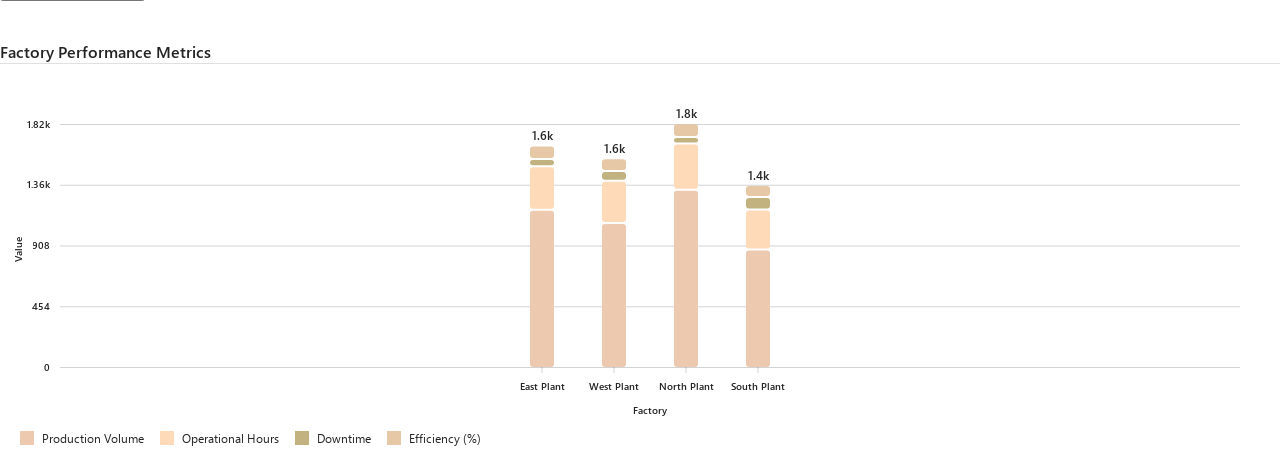 Factory Performance Metrics
1.8k
1.82k
1.6k
1.6k
1.4k
1.36k
Value
908
454
0
East Plant West Plant North Plant South Plant
Factory
Production Volume Operational Hours Downtime Efficiency (%)